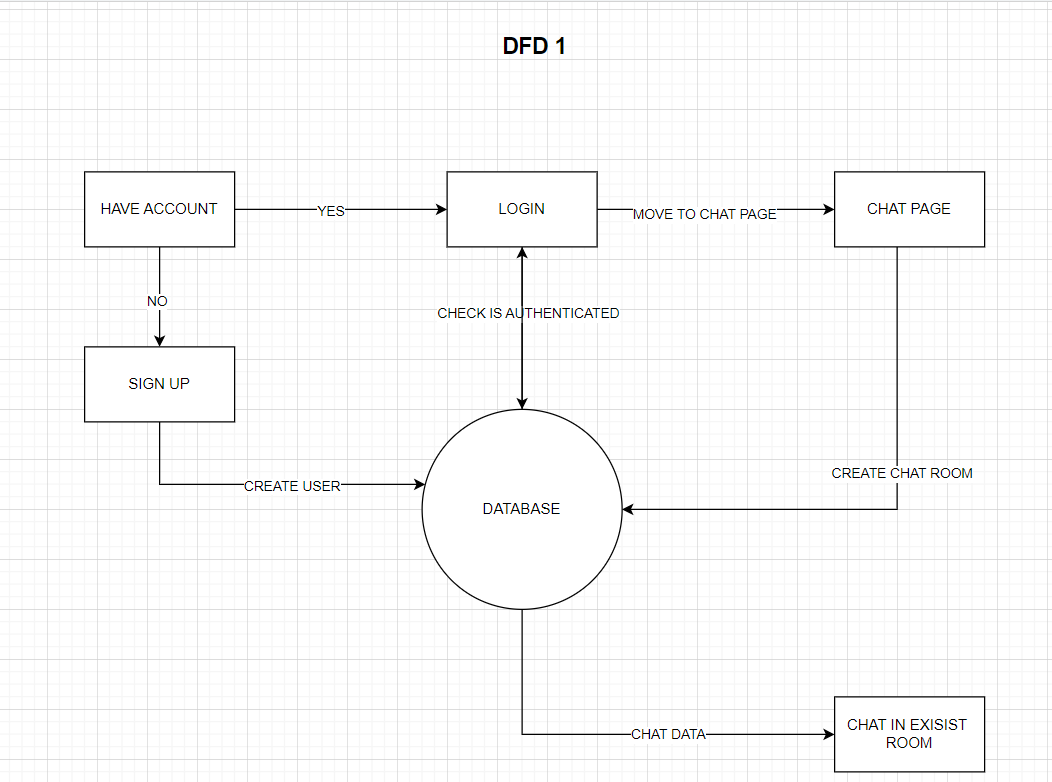 DFD 1
HAVE ACCOUNT
YES
LOGIN
MOVE TO CHAT PAGE
CHAT PAGE
NO
CHECK IS AUTHENTICATED
SIGN UP
CREATE USER
DATABASE
CREATE CHAT ROOM
CHAT DATA
CHAT IN EXISIST
ROOM